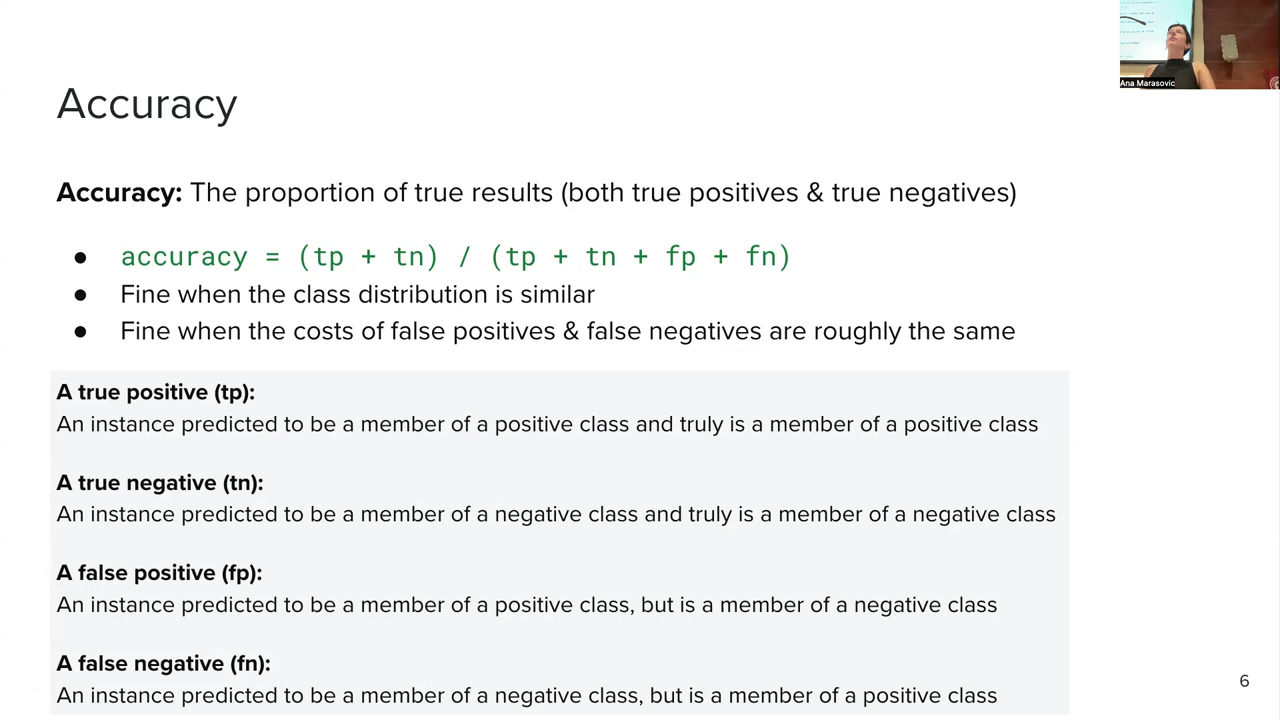 Ana Marasovic
Accuracy
Accuracy: The proportion of true results (both true positives & true negatives)
● accuracy = (tp + tn) / (tp + tn + fp + fn)
● Fine when the class distribution is similar
● Fine when the costs of false positives & false negatives are roughly the same
A true positive (tp):
An instance predicted to be a member of a positive class and truly is a member of a positive class
A true negative (tn):
An instance predicted to be a member of a negative class and truly is a member of a negative class
A false positive (fp):
An instance predicted to be a member of a positive class, but is a member of a negative class
A false negative (fn):
An instance predicted to be a member of a negative class, but is a member of a positive class
6